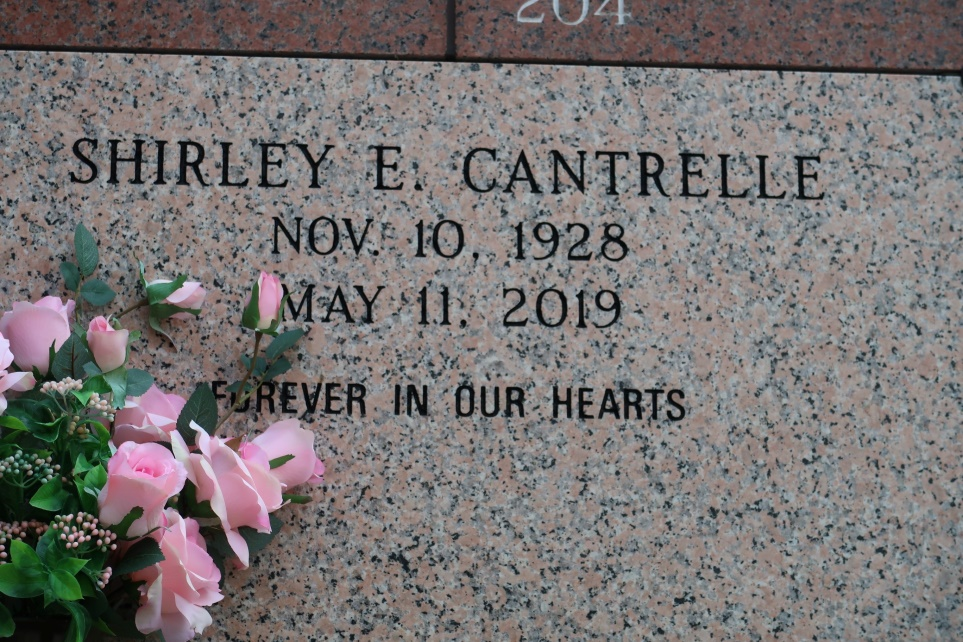 204
SHIRLEY E. CANTRELLE
NOV. 10, 1928
MAY 11, 2019
FOREVER IN OUR HEARTS